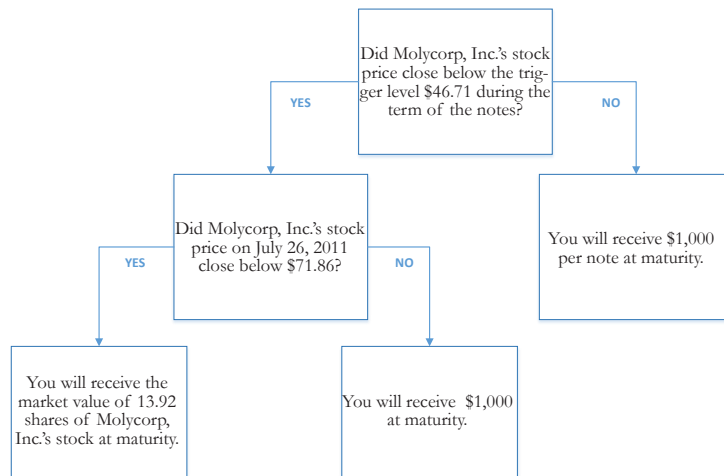 Did Molycorp, Inc.'s stock
price close below the trig-
ger level $46.71 during the
term of the notes?
YES
NO
Did Molycorp, Inc.'s stock
price on July 26, 2011
close below $71.86?
You will receive $1,000
per note at maturity.
YES
NO
You will receive the
market value of 13.92
shares of Molycorp,
Inc.'s stock at maturity.
You will receive $1,000
at maturity.